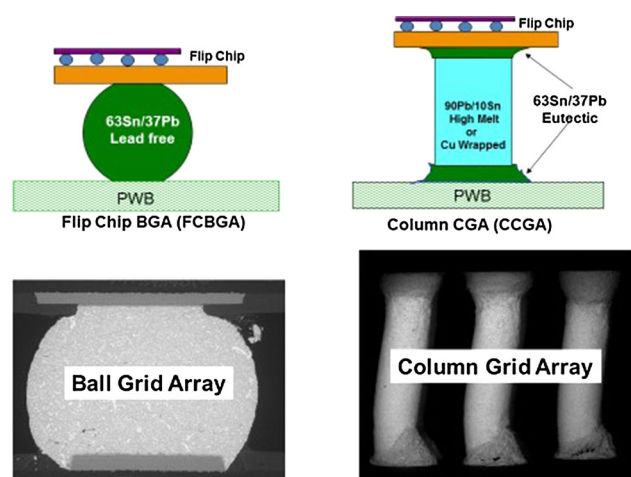 Flip Chip
63Sn/37Pb
Lead free
PWB
Flip Chip BGA (FCBGA)
Flip Chip
90Pb/10Sn
High Melt
or
Cu Wrapped
63Sn/37Pb
Eutectic
PWB
Column CGA (CCGA)
Ball Grid Array
Column Grid Array